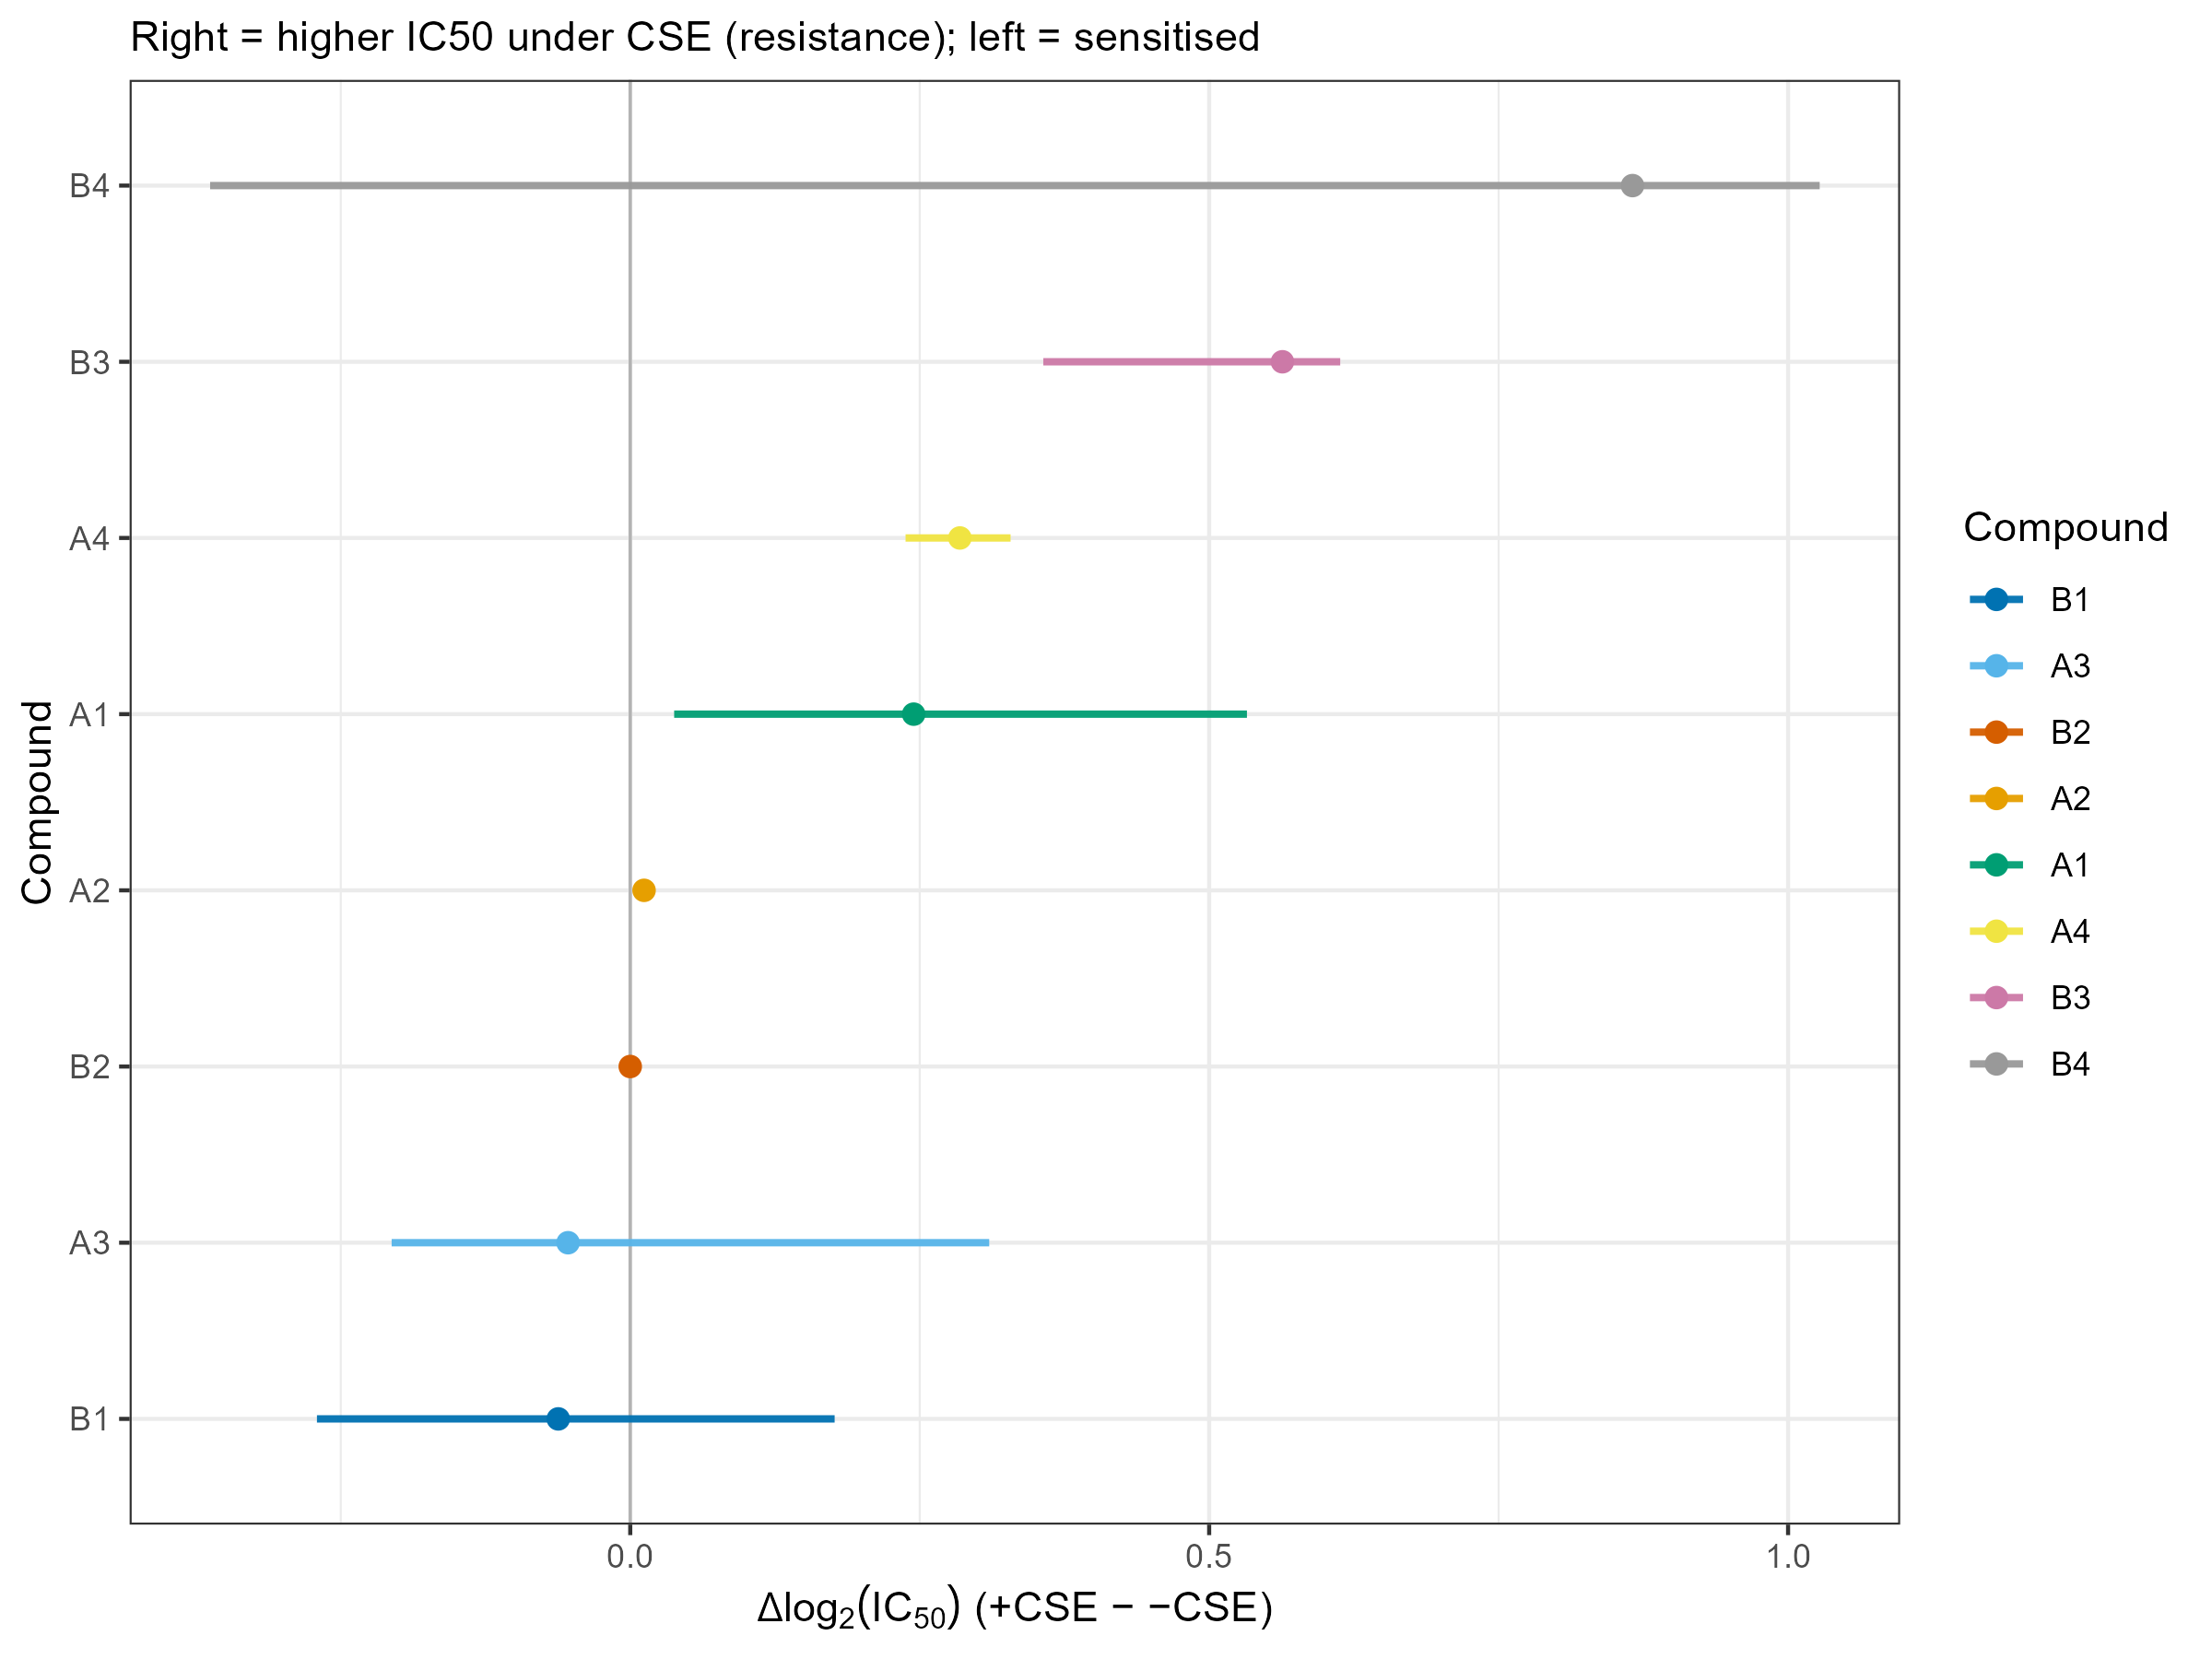 Right = higher IC50 under CSE (resistance); left = sensitised
Compound
B4
B3
A4
A1
A2
B2
A3
B1
0.0 0.5 1.0
Δlog₂(IC₅₀) (+CSE − −CSE)
Compound
B1
A3
B2
A2
A1
A4
B3
B4